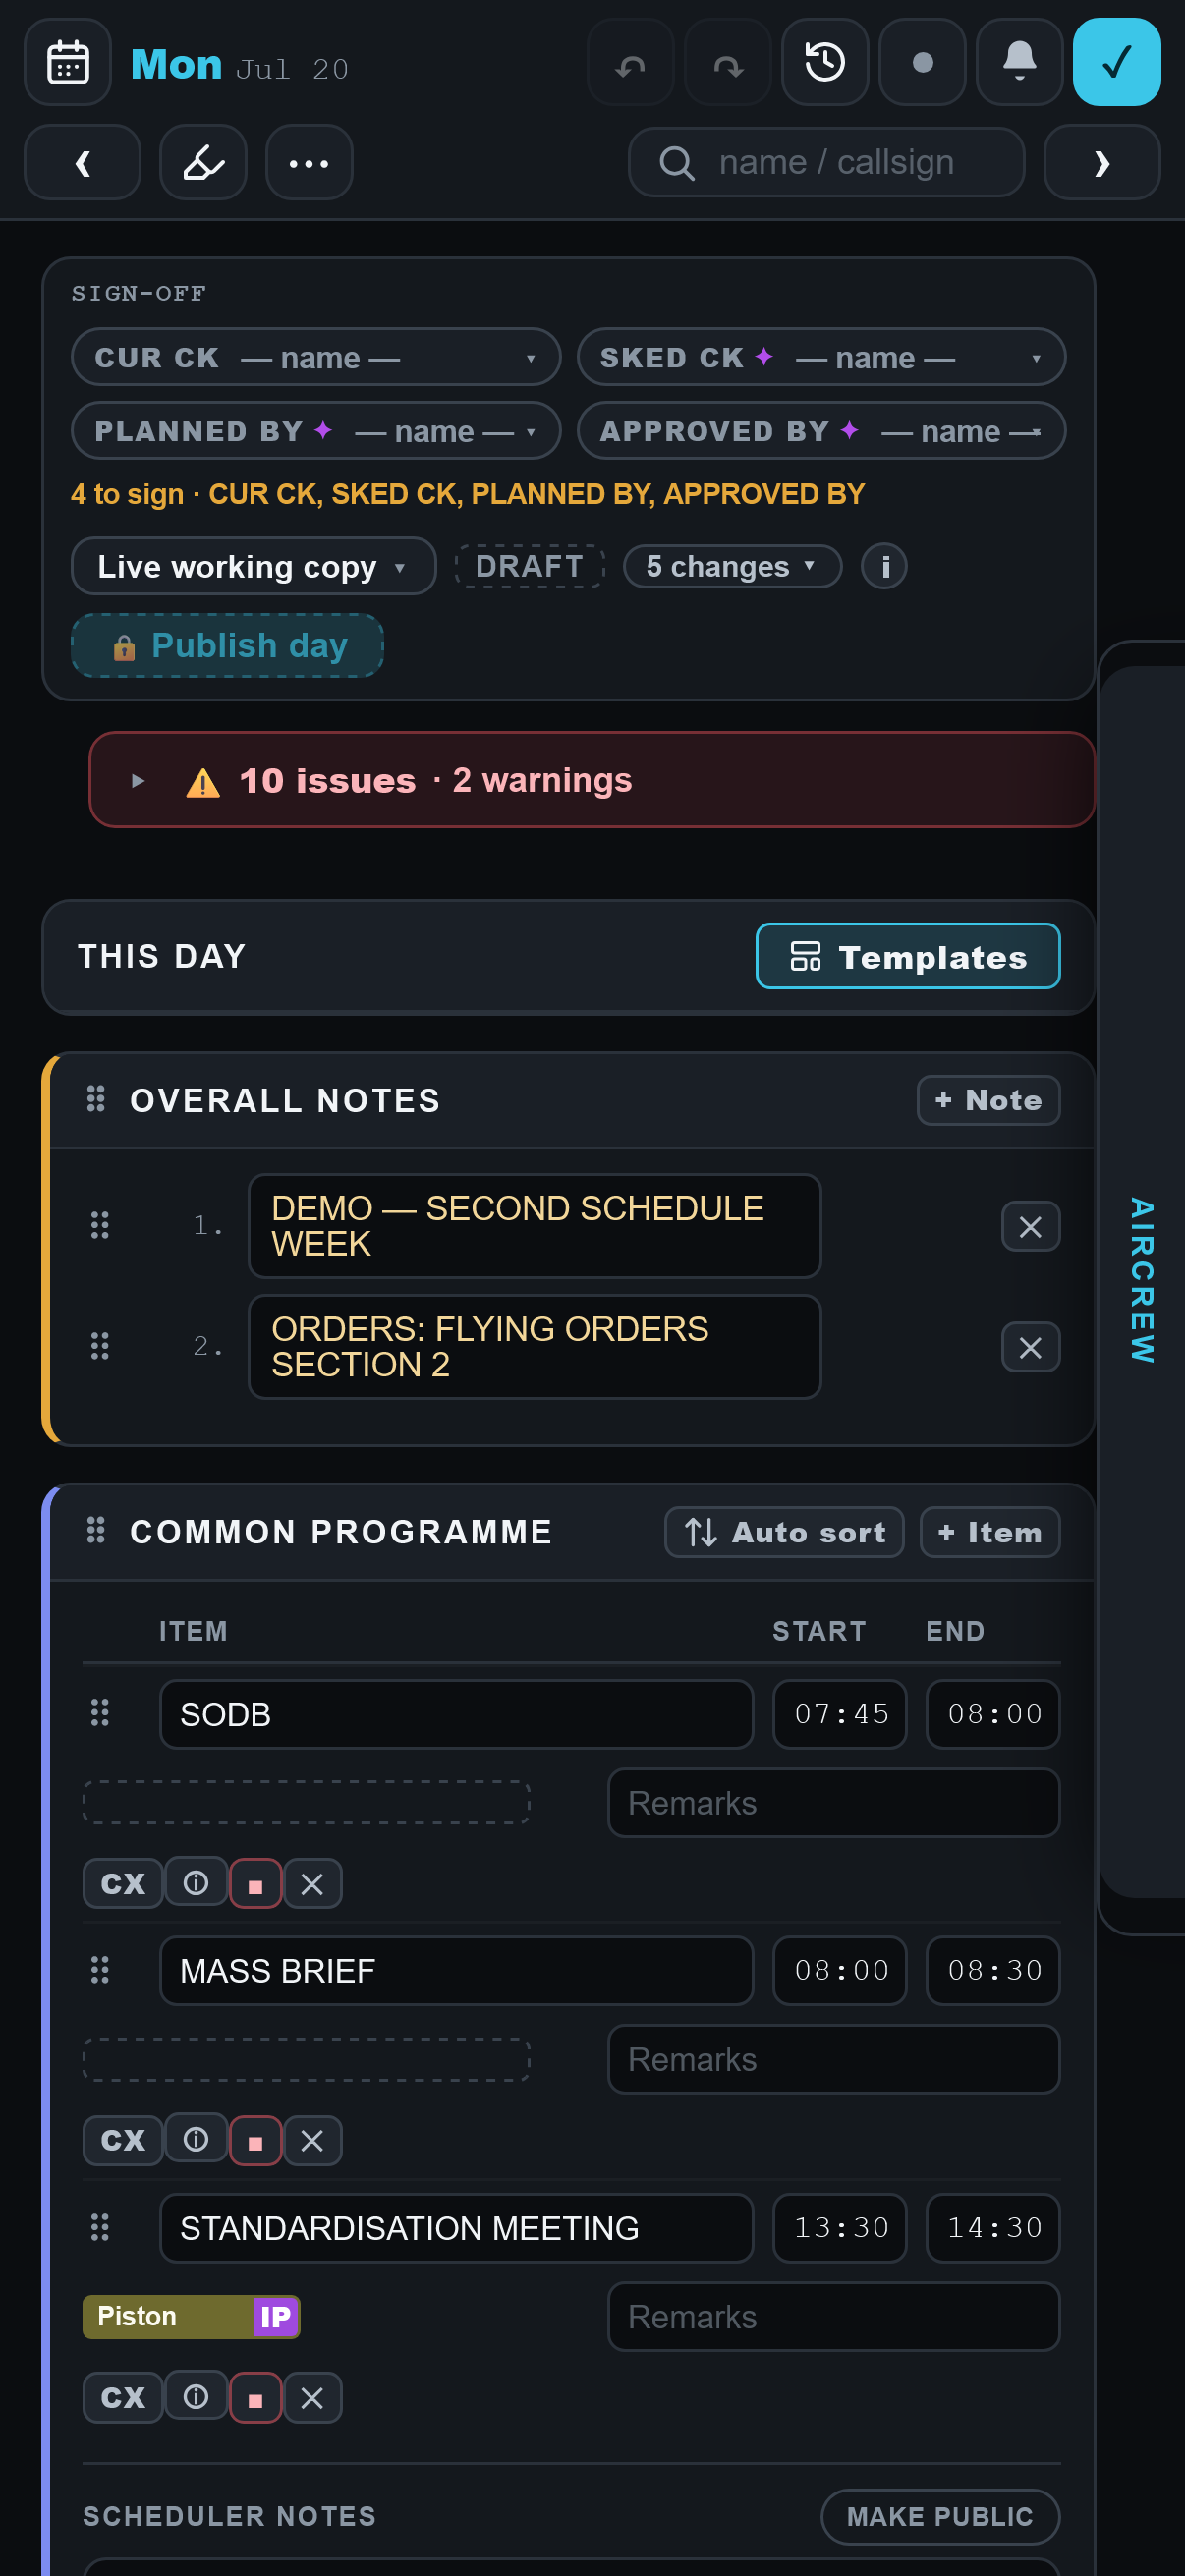 Mon Jul 20
name / callsign
SIGN-OFF
CUR CK — name —
SKED CK — name —
PLANNED BY — name —
APPROVED BY — name —
4 to sign · CUR CK, SKED CK, PLANNED BY, APPROVED BY
Live working copy DRAFT 5 changes i
Publish day
10 issues · 2 warnings
THIS DAY Templates
OVERALL NOTES + Note
1. DEMO — SECOND SCHEDULE
WEEK
2. ORDERS: FLYING ORDERS
SECTION 2
AIRCREW
COMMON PROGRAMME Auto sort + Item
ITEM START END
SODB 07:45 08:00
Remarks
CX
MASS BRIEF 08:00 08:30
Remarks
CX
STANDARDISATION MEETING 13:30 14:30
Piston IP Remarks
CX
SCHEDULER NOTES MAKE PUBLIC